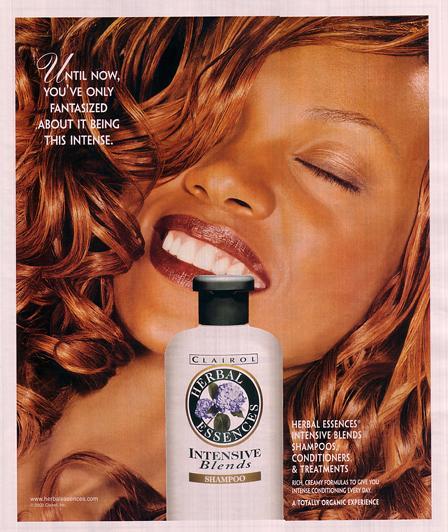 UNTIL NOW,
YOU'VE ONLY
FANTASIZED
ABOUT IT BEING
THIS INTENSE.
CLAIROL
HERBAL
ESSENCES
INTENSIVE
Blends
SHAMPOO
HERBAL ESSENCES
INTENSIVE BLENDS
SHAMPOOS,
CONDITIONERS
& TREATMENTS
RICH, CREAMY FORMULAS TO GIVE YOU
INTENSE CONDITIONING EVERY DAY.
A TOTALLY ORGANIC EXPERIENCE
www.herbalessences.com
Clairol, Inc.